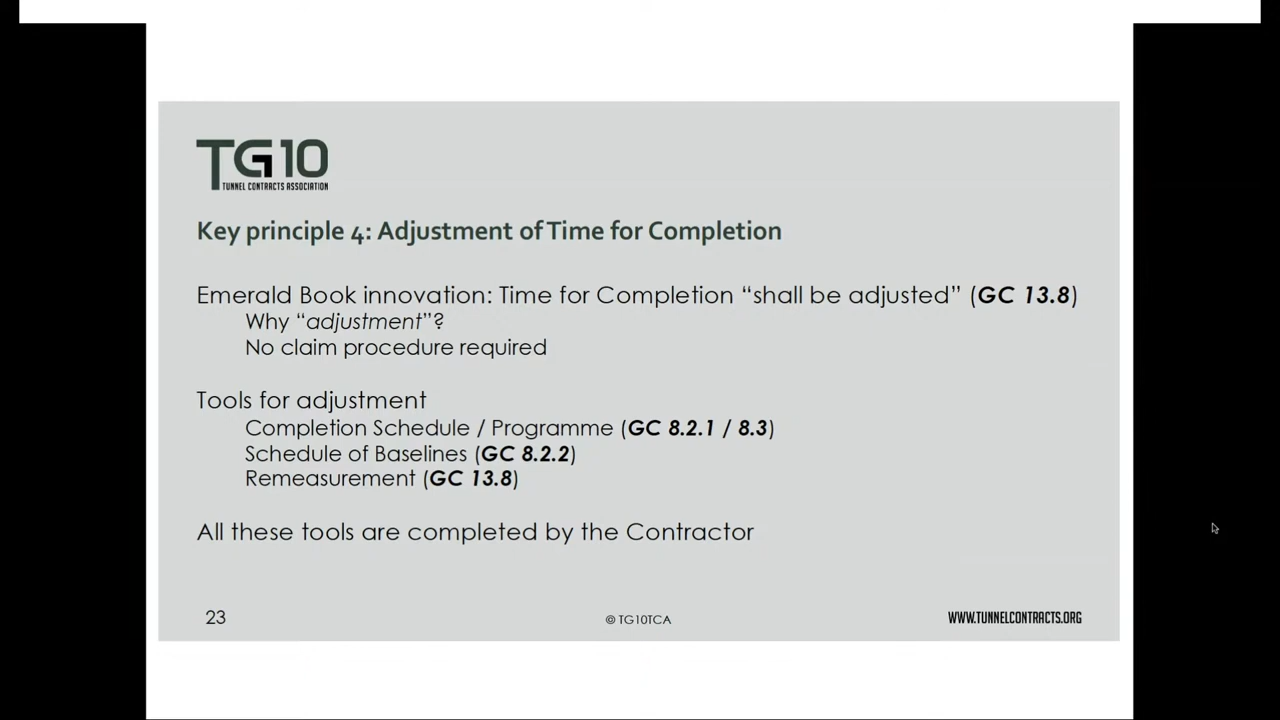 TG10
TUNNEL CONTRACTS ASSOCIATION
Key principle 4: Adjustment of Time for Completion
Emerald Book innovation: Time for Completion “shall be adjusted” (GC 13.8)
Why “adjustment”?
No claim procedure required
Tools for adjustment
Completion Schedule / Programme (GC 8.2.1 / 8.3)
Schedule of Baselines (GC 8.2.2)
Remeasurement (GC 13.8)
All these tools are completed by the Contractor
23
© TG10TCA
WWW.TUNNELCONTRACTS.ORG